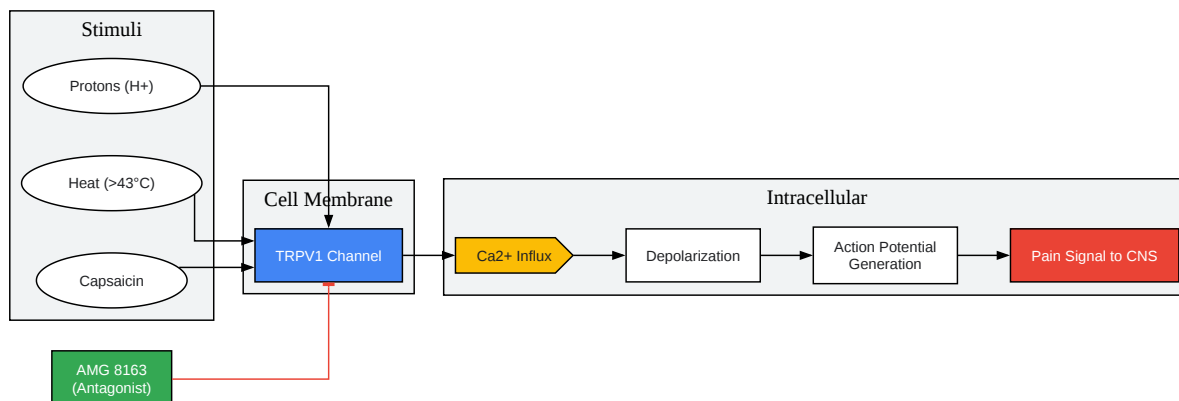 Stimuli
Protons (H+)
Heat (>43°C)
Capsaicin
Cell Membrane
TRPV1 Channel
Intracellular
Ca2+ Influx
Depolarization
Action Potential
Generation
Pain Signal to CNS
AMG 8163
(Antagonist)